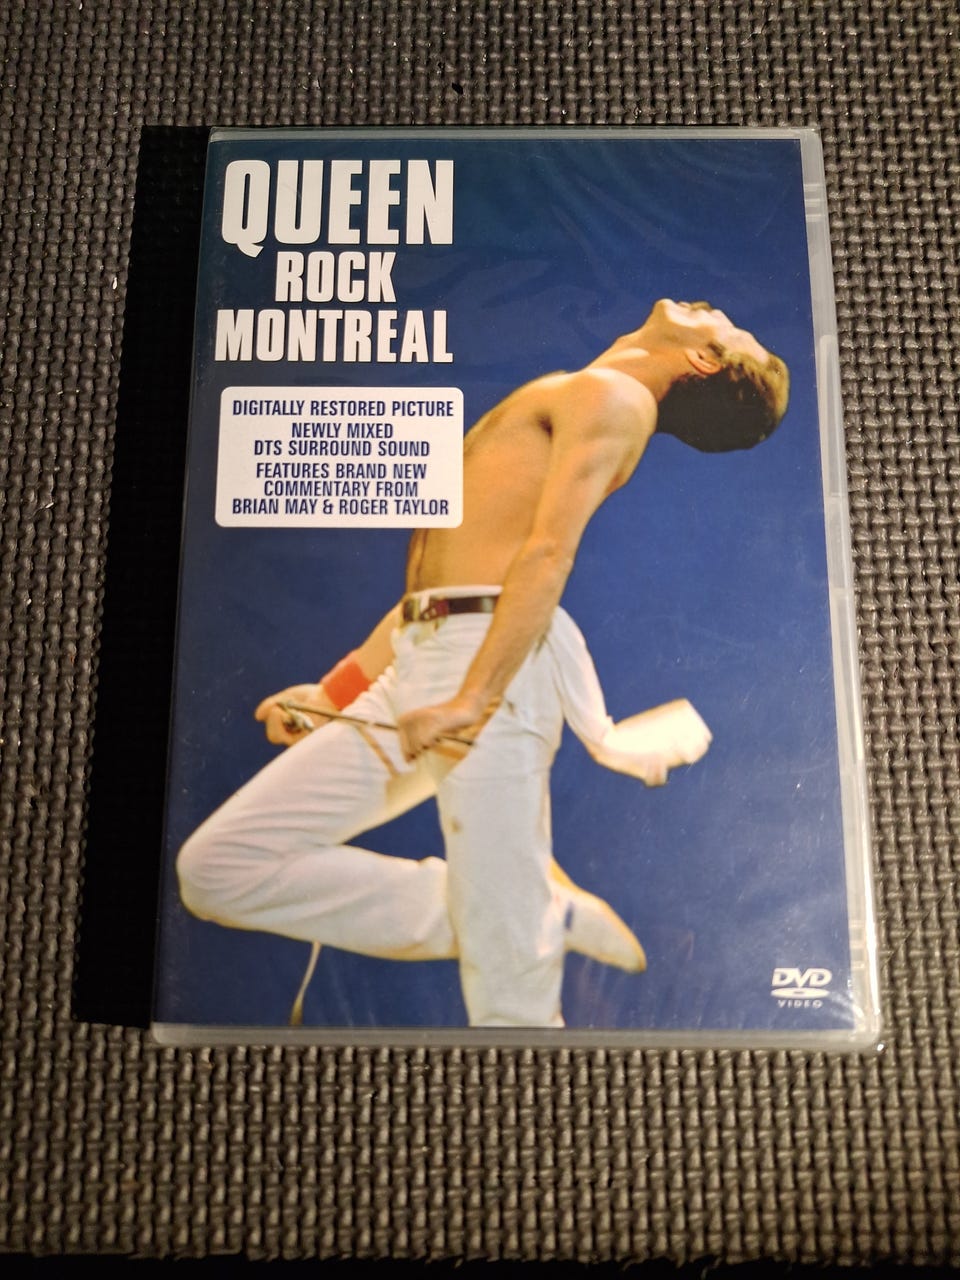 QUEEN
ROCK
MONTREAL
DIGITALLY RESTORED PICTURE
NEWLY MIXED
DTS SURROUND SOUND
FEATURES BRAND NEW
COMMENTARY FROM
BRIAN MAY & ROGER TAYLOR
DVD
VIDEO